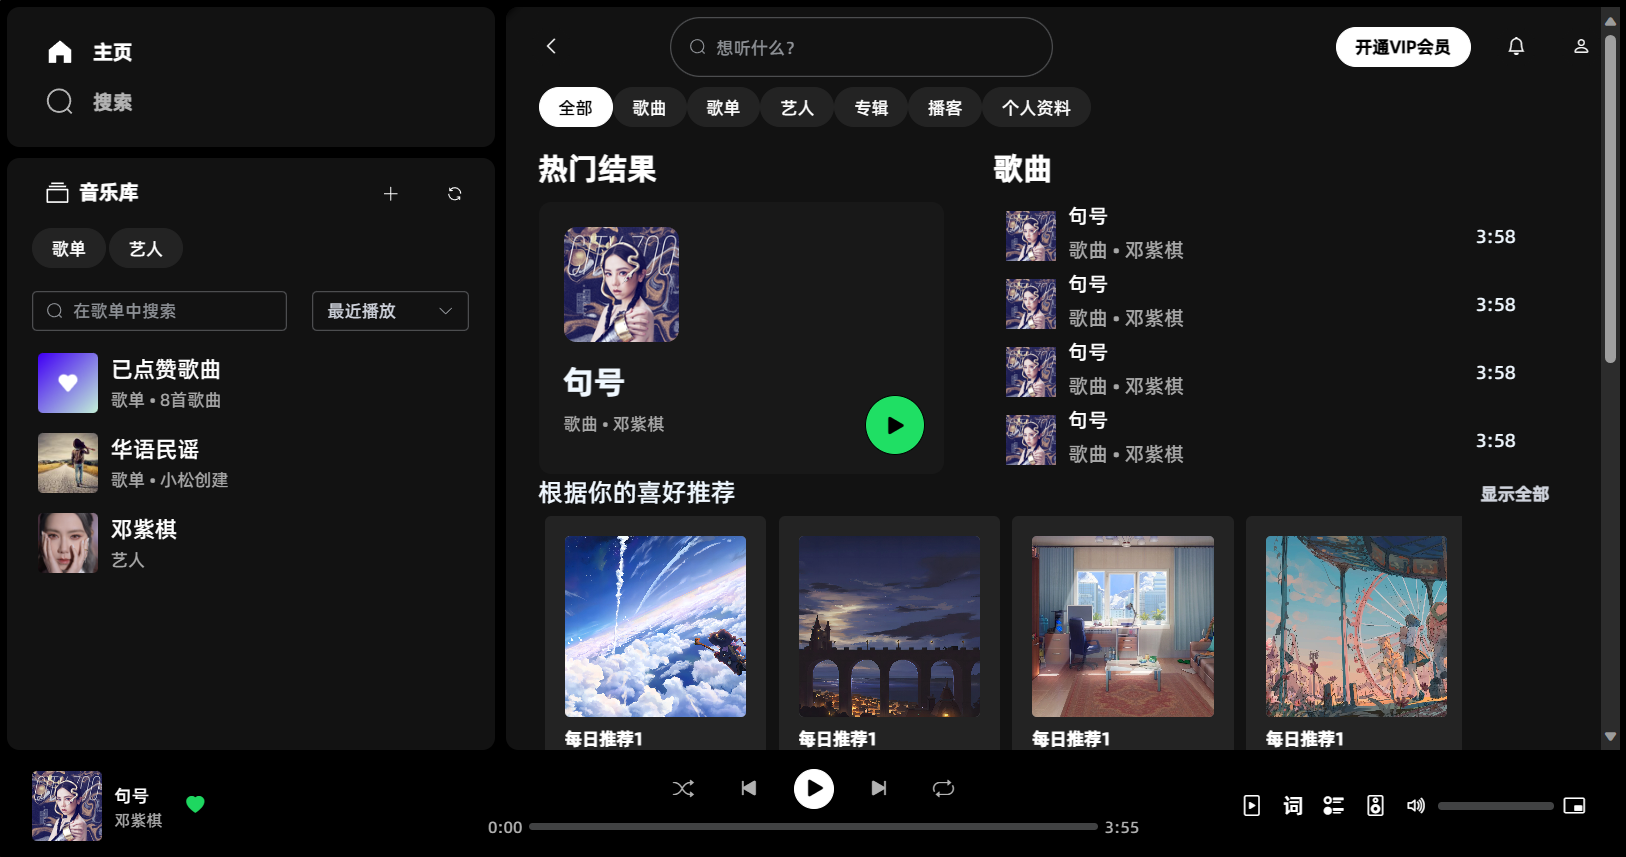 主页
搜索
音乐库
歌单
艺人
在歌单中搜索
最近播放
已点赞歌曲
歌单 • 8首歌曲
华语民谣
歌单 • 小松创建
邓紫棋
艺人
想听什么?
开通VIP会员
全部
歌曲
歌单
艺人
专辑
播客
个人资料
热门结果
句号
歌曲 • 邓紫棋
歌曲
句号
歌曲 • 邓紫棋
3:58
句号
歌曲 • 邓紫棋
3:58
句号
歌曲 • 邓紫棋
3:58
句号
歌曲 • 邓紫棋
3:58
根据你的喜好推荐
显示全部
每日推荐1
每日推荐1
每日推荐1
每日推荐1
句号
邓紫棋
0:00
3:55
词